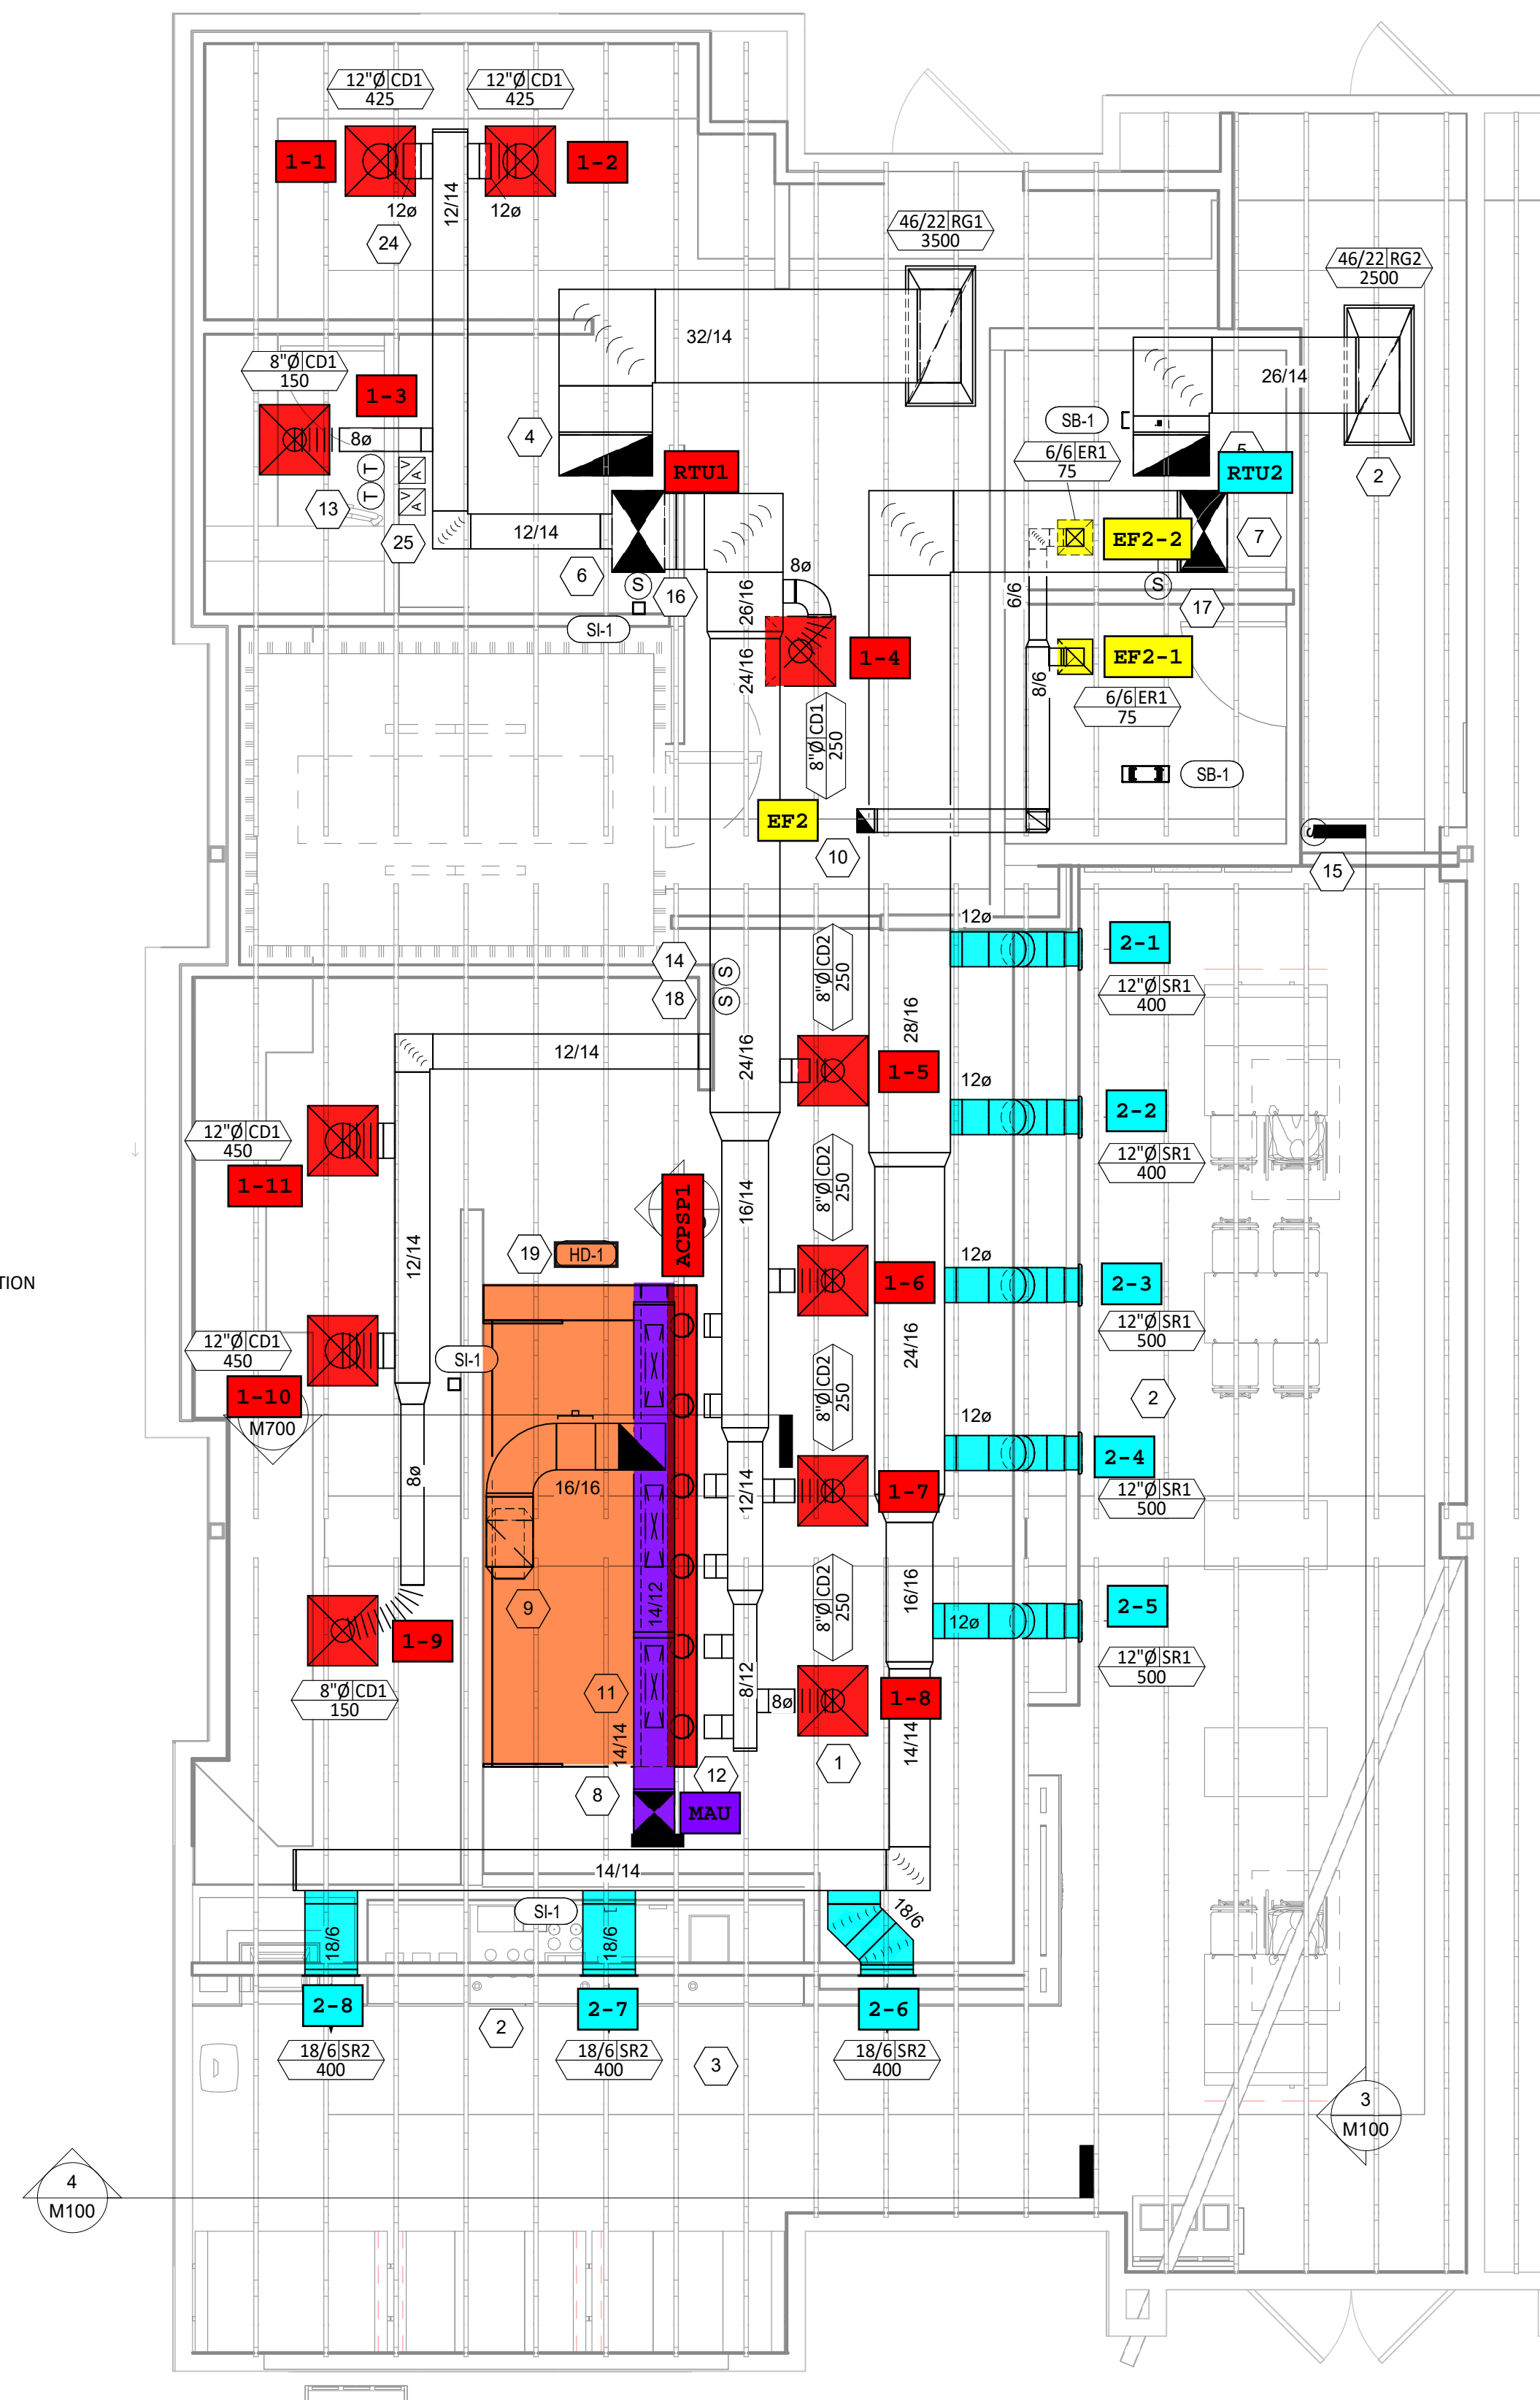 12"Ø CD1
425
12"Ø CD1
425
1-1
1-2
12ø
12ø
12/14
24
46/22 RG1
3500
46/22 RG2
2500
32/14
26/14
8"Ø CD1
150
1-3
8ø
4
SB-1
6/6 ER1
75
5
RTU1
RTU2
2
T
T
V
A
V
A
13
25
12/14
EF2-2
7
6
S
16
8ø
26/16
6/6
S
17
SI-1
24/16
1-4
EF2-1
8/6
6/6 ER1
75
8"Ø CD1
250
SB-1
EF2
10
S
15
12ø
2-1
8"Ø CD2
250
14
S
18
S
12"Ø SR1
400
28/16
24/16
12/14
1-5
12ø
2-2
12"Ø CD1
450
1-11
8"Ø CD2
250
12"Ø SR1
400
16/14
ACPSP1
12/14
19
HD-1
12ø
1-6
2-3
TION
24/16
12"Ø SR1
500
12"Ø CD1
450
SI-1
8"Ø CD2
250
1-10
M700
2
12ø
2-4
8ø
16/16
12/14
1-7
12"Ø SR1
500
9
14/12
8"Ø CD2
250
16/16
12ø
2-5
1-9
12"Ø SR1
500
8"Ø CD1
150
11
8/12
8ø
1-8
14/14
14/14
12
1
8
MAU
14/14
18/6
SI-1
18/6
18/6
2-8
2-7
2-6
2
18/6 SR2
400
18/6 SR2
400
3
18/6 SR2
400
3
M100
4
M100